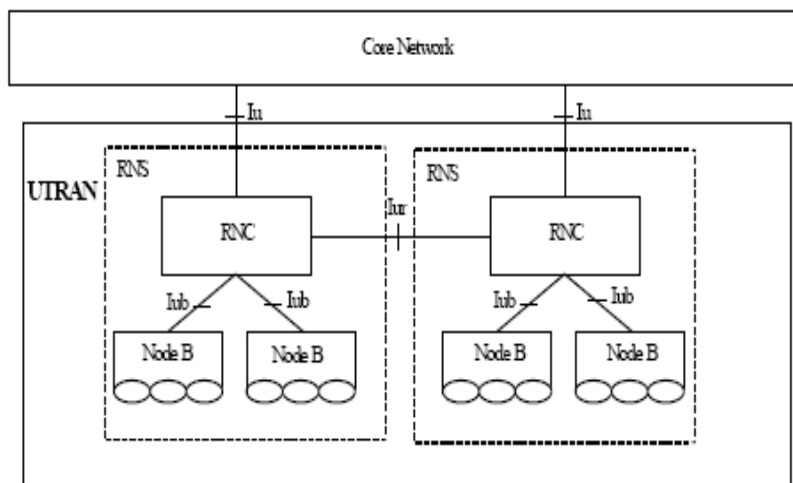 Core Network
Iu
Iu
RNS
RNS
UTRAN
Iur
RNC
RNC
Iub
Iub
Iub
Iub
Node B
Node B
Node B
Node B